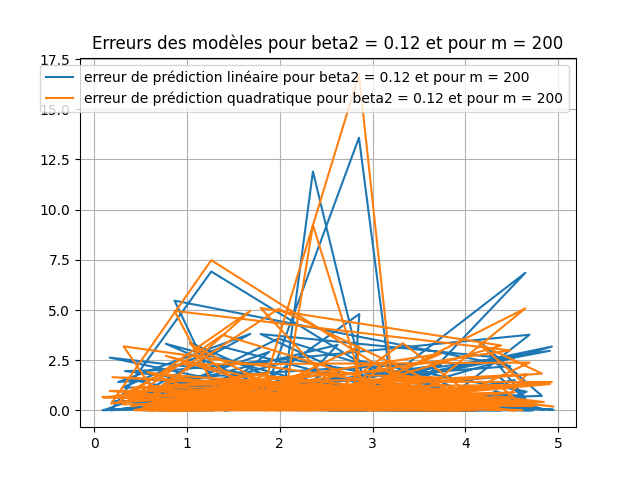 Erreurs des modèles pour beta2 = 0.12 et pour m = 200
17.5
erreur de prédiction linéaire pour beta2 = 0.12 et pour m = 200
erreur de prédiction quadratique pour beta2 = 0.12 et pour m = 200
15.0
12.5
10.0
7.5
5.0
2.5
0.0
0 1 2 3 4 5